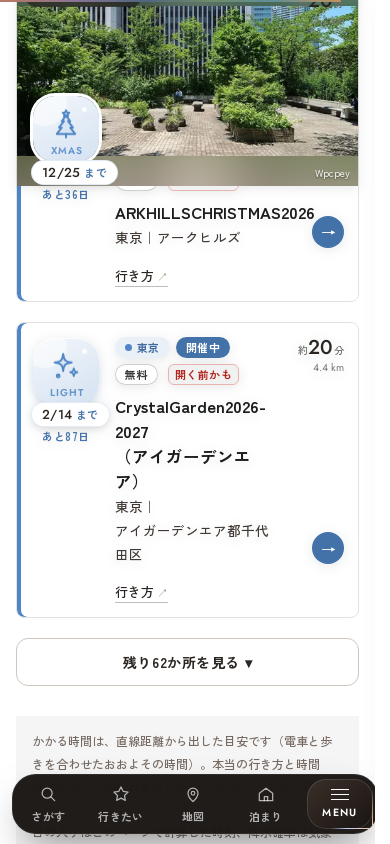 XMAS
12/25 まで
あと36日
Wpcpey
ARKHILLSCHRISTMAS2026
東京｜アークヒルズ
→
行き方 ↗
LIGHT
2/14 まで
あと87日
東京
開催中
約20分
4.4 km
無料
開く前かも
CrystalGarden2026-
2027
（アイガーデンエ
ア）
東京｜
アイガーデンエア都千代
田区
→
行き方 ↗
残り62か所を見る ▾
かかる時間は、直線距離から出した目安です（電車と歩
きを合わせたおおよその時間）。本当の行き方と時間
さがす
行きたい
地図
泊まり
MENU